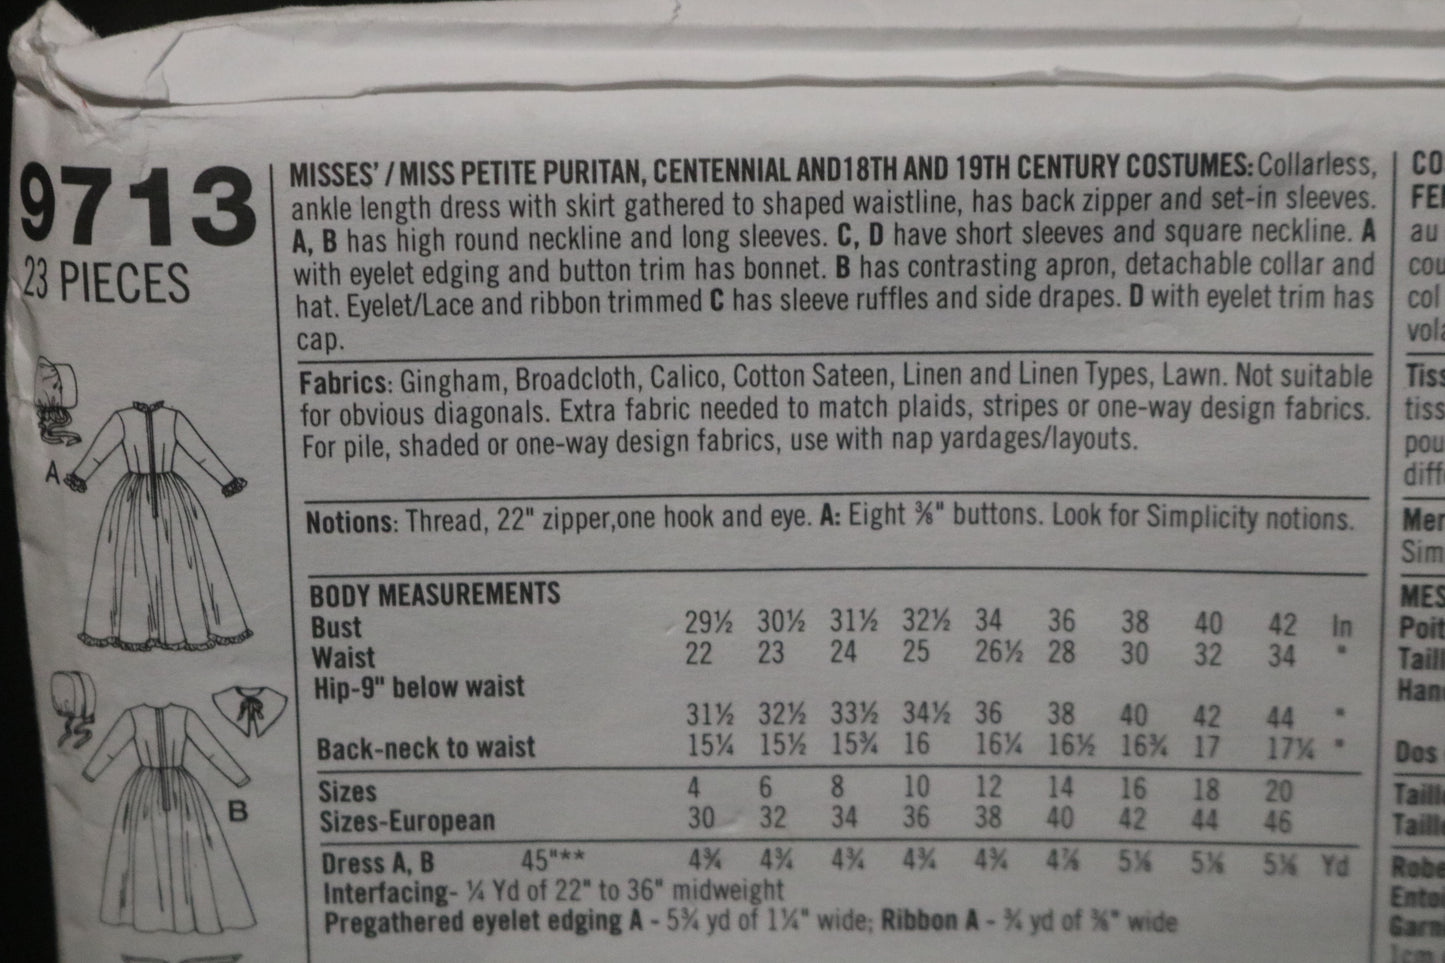 9713
23 PIECES
A
B
MISSES' / MISS PETITE PURITAN, CENTENNIAL AND18TH AND 19TH CENTURY COSTUMES: Collarless,
ankle length dress with skirt gathered to shaped waistline, has back zipper and set-in sleeves.
A, B has high round neckline and long sleeves. C, D have short sleeves and square neckline. A
with eyelet edging and button trim has bonnet. B has contrasting apron, detachable collar and
hat. Eyelet/Lace and ribbon trimmed C has sleeve ruffles and side drapes. D with eyelet trim has
cap.
Fabrics: Gingham, Broadcloth, Calico, Cotton Sateen, Linen and Linen Types, Lawn. Not suitable
for obvious diagonals. Extra fabric needed to match plaids, stripes or one-way design fabrics.
For pile, shaded or one-way design fabrics, use with nap yardages/layouts.
Notions: Thread, 22" zipper,one hook and eye. A: Eight ⅜" buttons. Look for Simplicity notions.
BODY MEASUREMENTS
Bust 29½ 30½ 31½ 32½ 34 36 38 40 42 In
Waist 22 23 24 25 26½ 28 30 32 34 "
Hip-9" below waist
31½ 32½ 33½ 34½ 36 38 40 42 44 "
Back-neck to waist 15¼ 15½ 15¾ 16 16¼ 16½ 16¾ 17 17¼ "
Sizes 4 6 8 10 12 14 16 18 20
Sizes-European 30 32 34 36 38 40 42 44 46
Dress A, B 45"** 4¾ 4¾ 4¾ 4¾ 4¾ Yd
Interfacing- ¼ Yd of 22" to 36" midweight
Pregathered eyelet edging A - 5¾ yd of 1¼" wide; Ribbon A - ¾ yd of ⅜" wide
CO
FE
au
cou
col
vola
Tiss
tiss
pou
diff
Mer
Sim
MES
Poit
Taill
Han
Dos
Taill
Taill
Robe
Ento
Garn
1cm